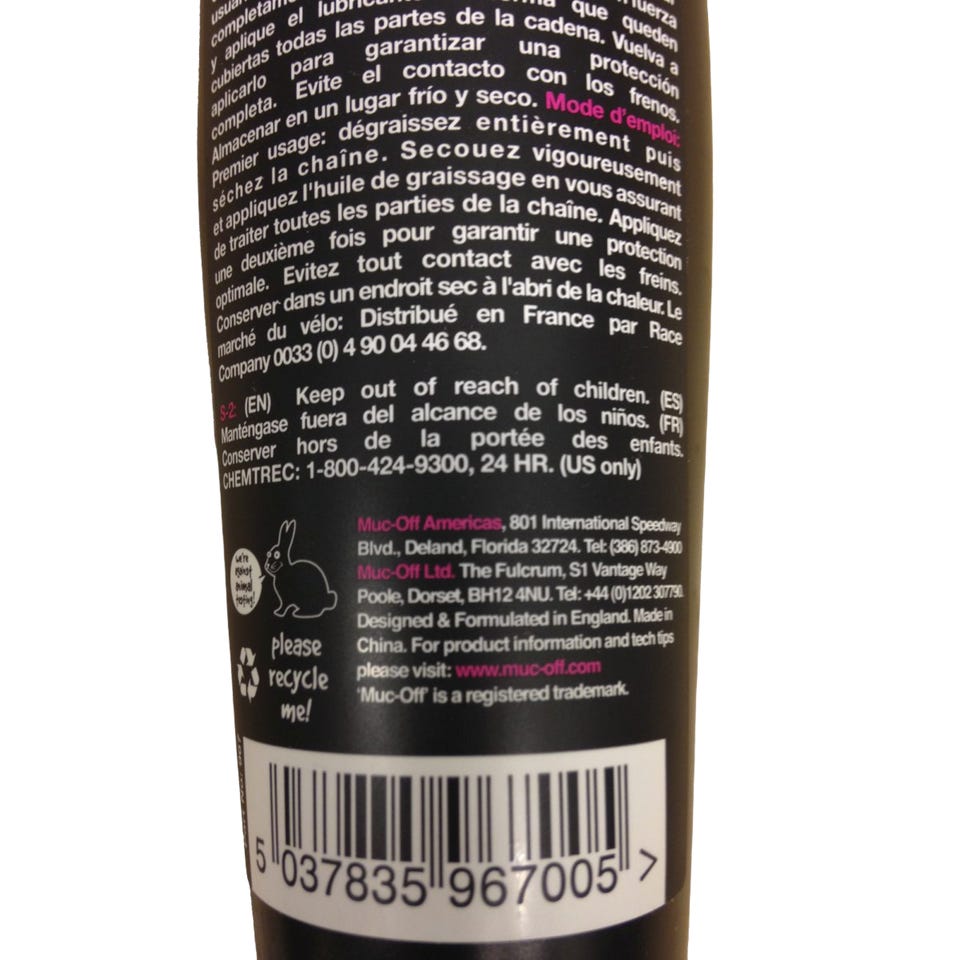 completame
y aplique el lubrica que queden
cubiertas todas las partes de la cadena. Vuelva a
aplicarlo para garantizar una protección
completa. Evite el contacto con los frenos.
Almacenar en un lugar frío y seco. Mode d'emploi:
Premier usage: dégraissez entièrement puis
séchez la chaîne. Secouez vigoureusement
et appliquez l'huile de graissage en vous assurant
de traiter toutes les parties de la chaîne. Appliquez
une deuxième fois pour garantir une protection
optimale. Evitez tout contact avec les freins.
Conserver dans un endroit sec à l'abri de la chaleur. Le
marché du vélo: Distribué en France par Race
Company 0033 (0) 4 90 04 46 68.
S-2: (EN) Keep out of reach of children. (ES)
Manténgase fuera del alcance de los niños. (FR)
Conserver hors de la portée des enfants.
CHEMTREC: 1-800-424-9300, 24 HR. (US only)
we're
against
animal
testing!
please
recycle
me!
Muc-Off Americas, 801 International Speedway
Blvd., Deland, Florida 32724. Tel: (386) 873-4900
Muc-Off Ltd. The Fulcrum, S1 Vantage Way
Poole, Dorset, BH12 4NU. Tel: +44 (0)1202 307790.
Designed & Formulated in England. Made in
China. For product information and tech tips
please visit: www.muc-off.com
'Muc-Off' is a registered trademark.
5 037835 967005 >